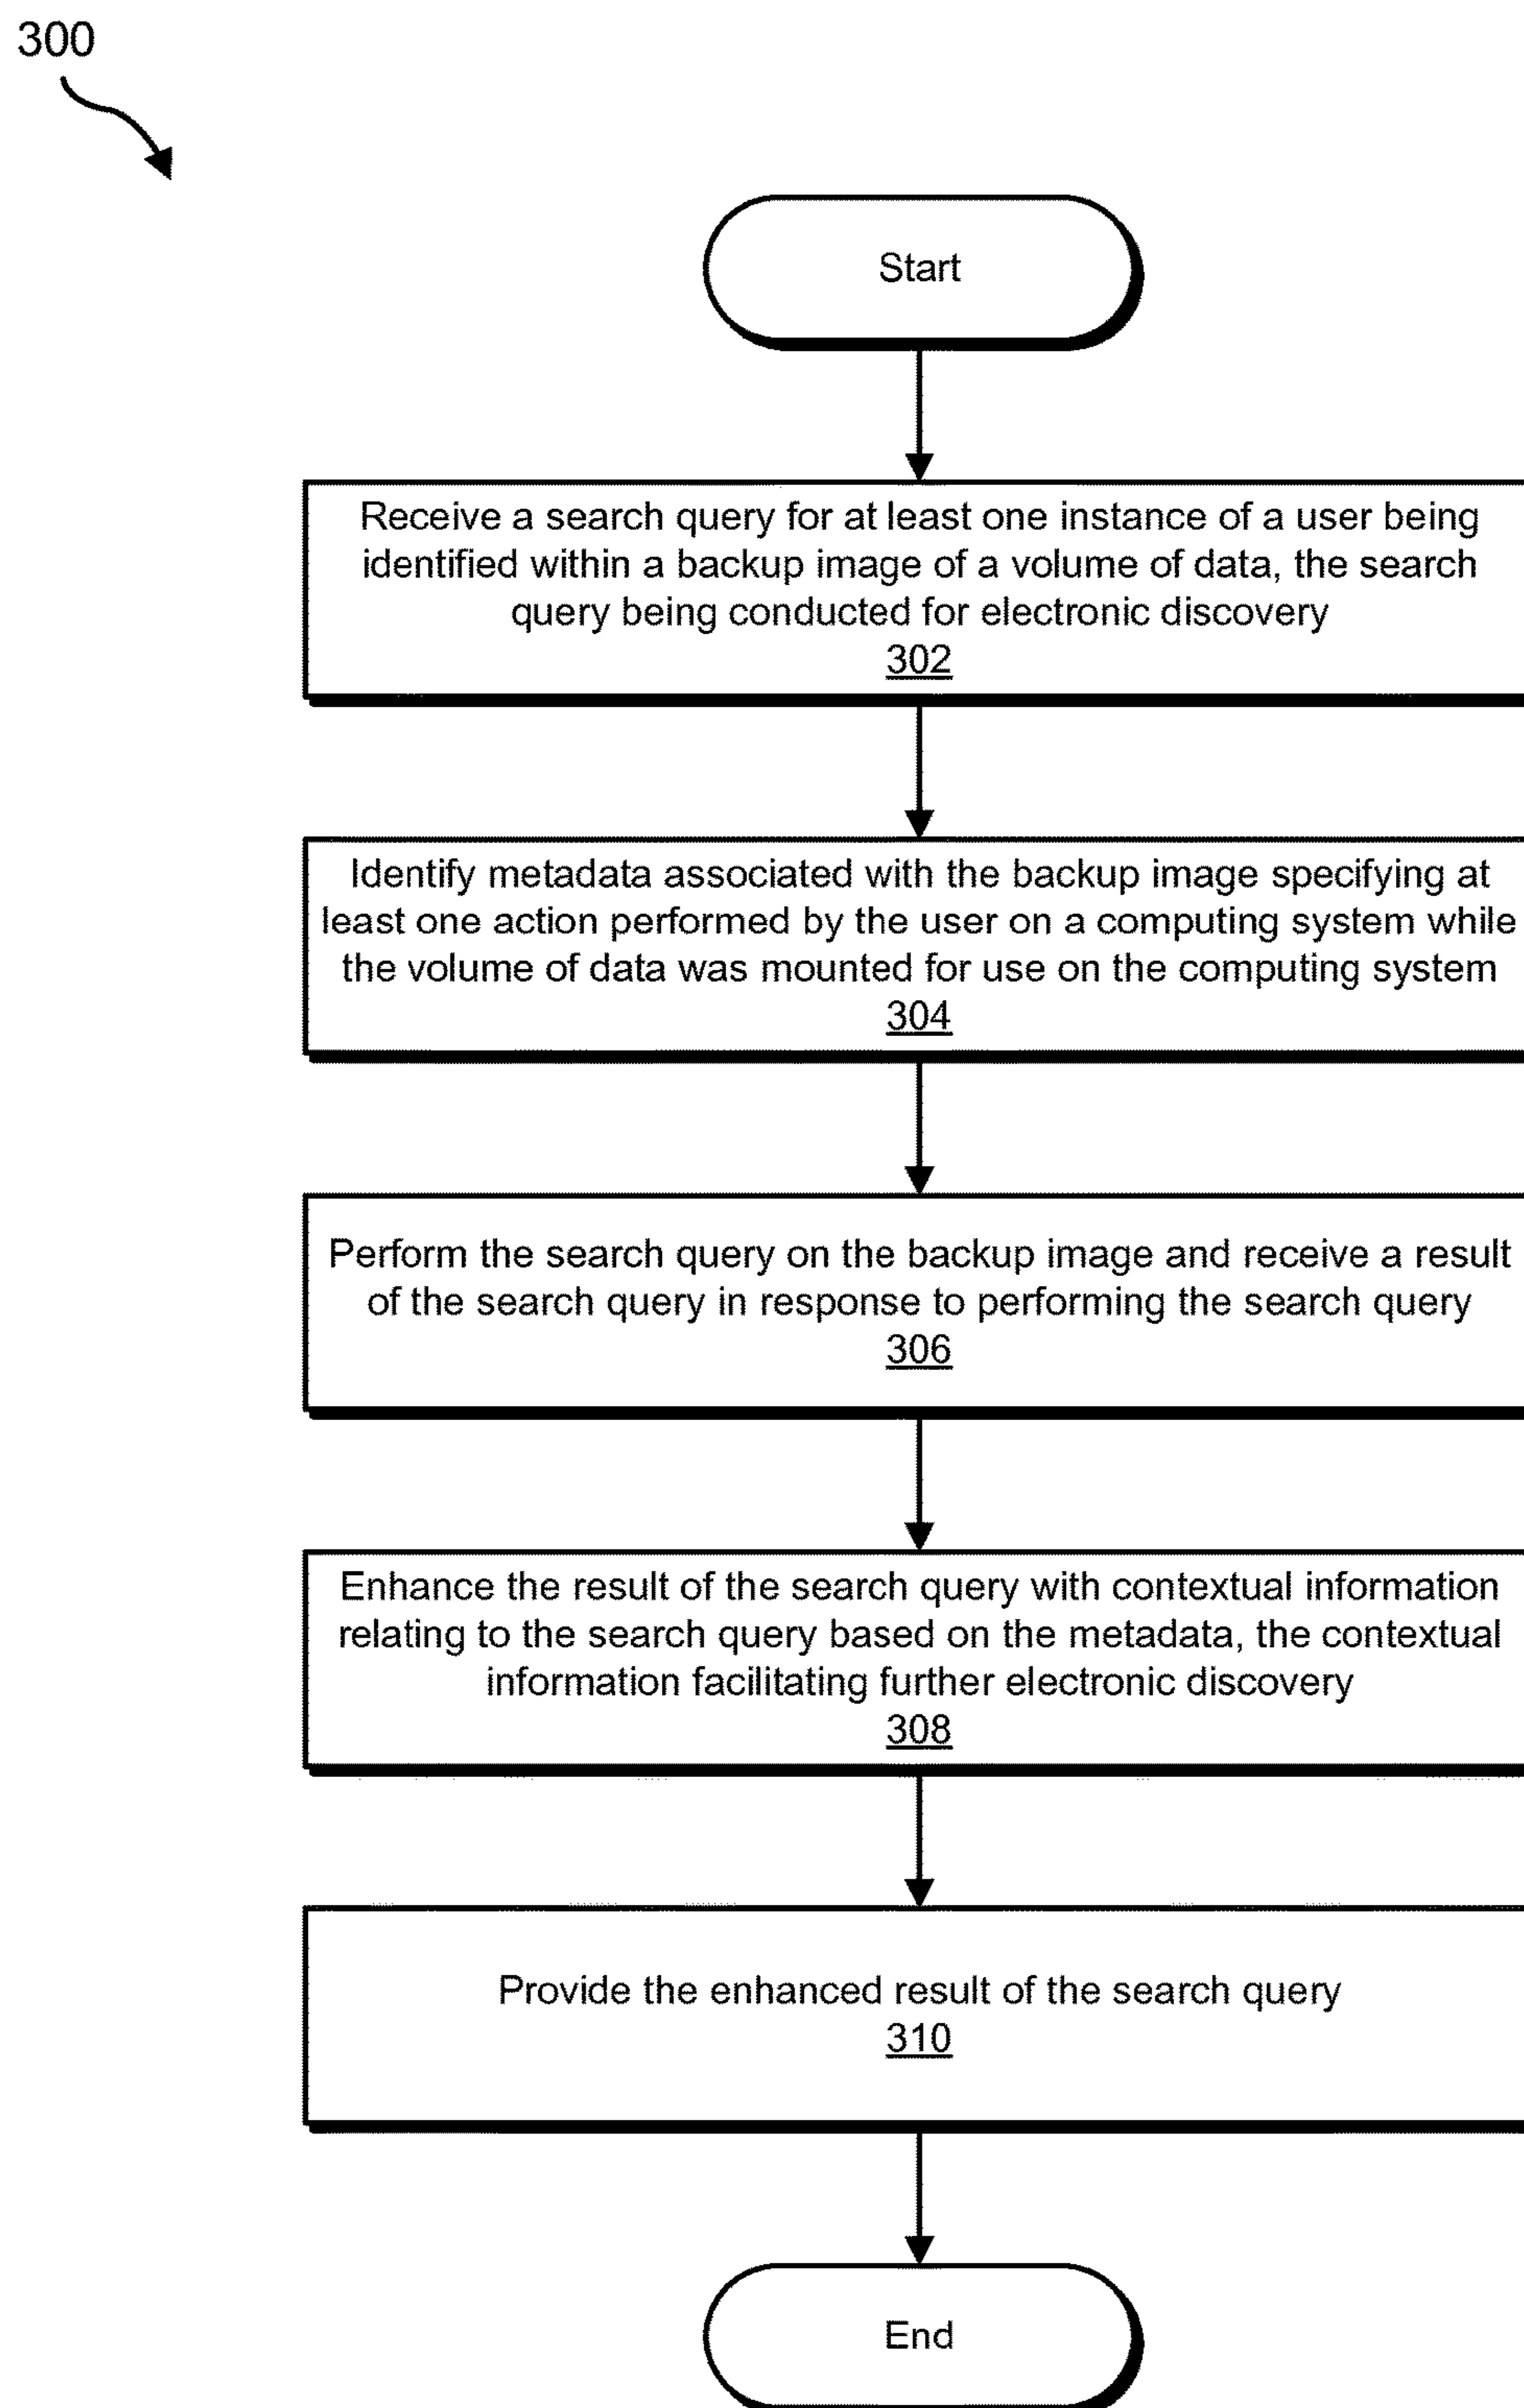 300
Start
Receive a search query for at least one instance of a user being
identified within a backup image of a volume of data, the search
query being conducted for electronic discovery
302
Identify metadata associated with the backup image specifying at
least one action performed by the user on a computing system while
the volume of data was mounted for use on the computing system
304
Perform the search query on the backup image and receive a result
of the search query in response to performing the search query
306
Enhance the result of the search query with contextual information
relating to the search query based on the metadata, the contextual
information facilitating further electronic discovery
308
Provide the enhanced result of the search query
310
End